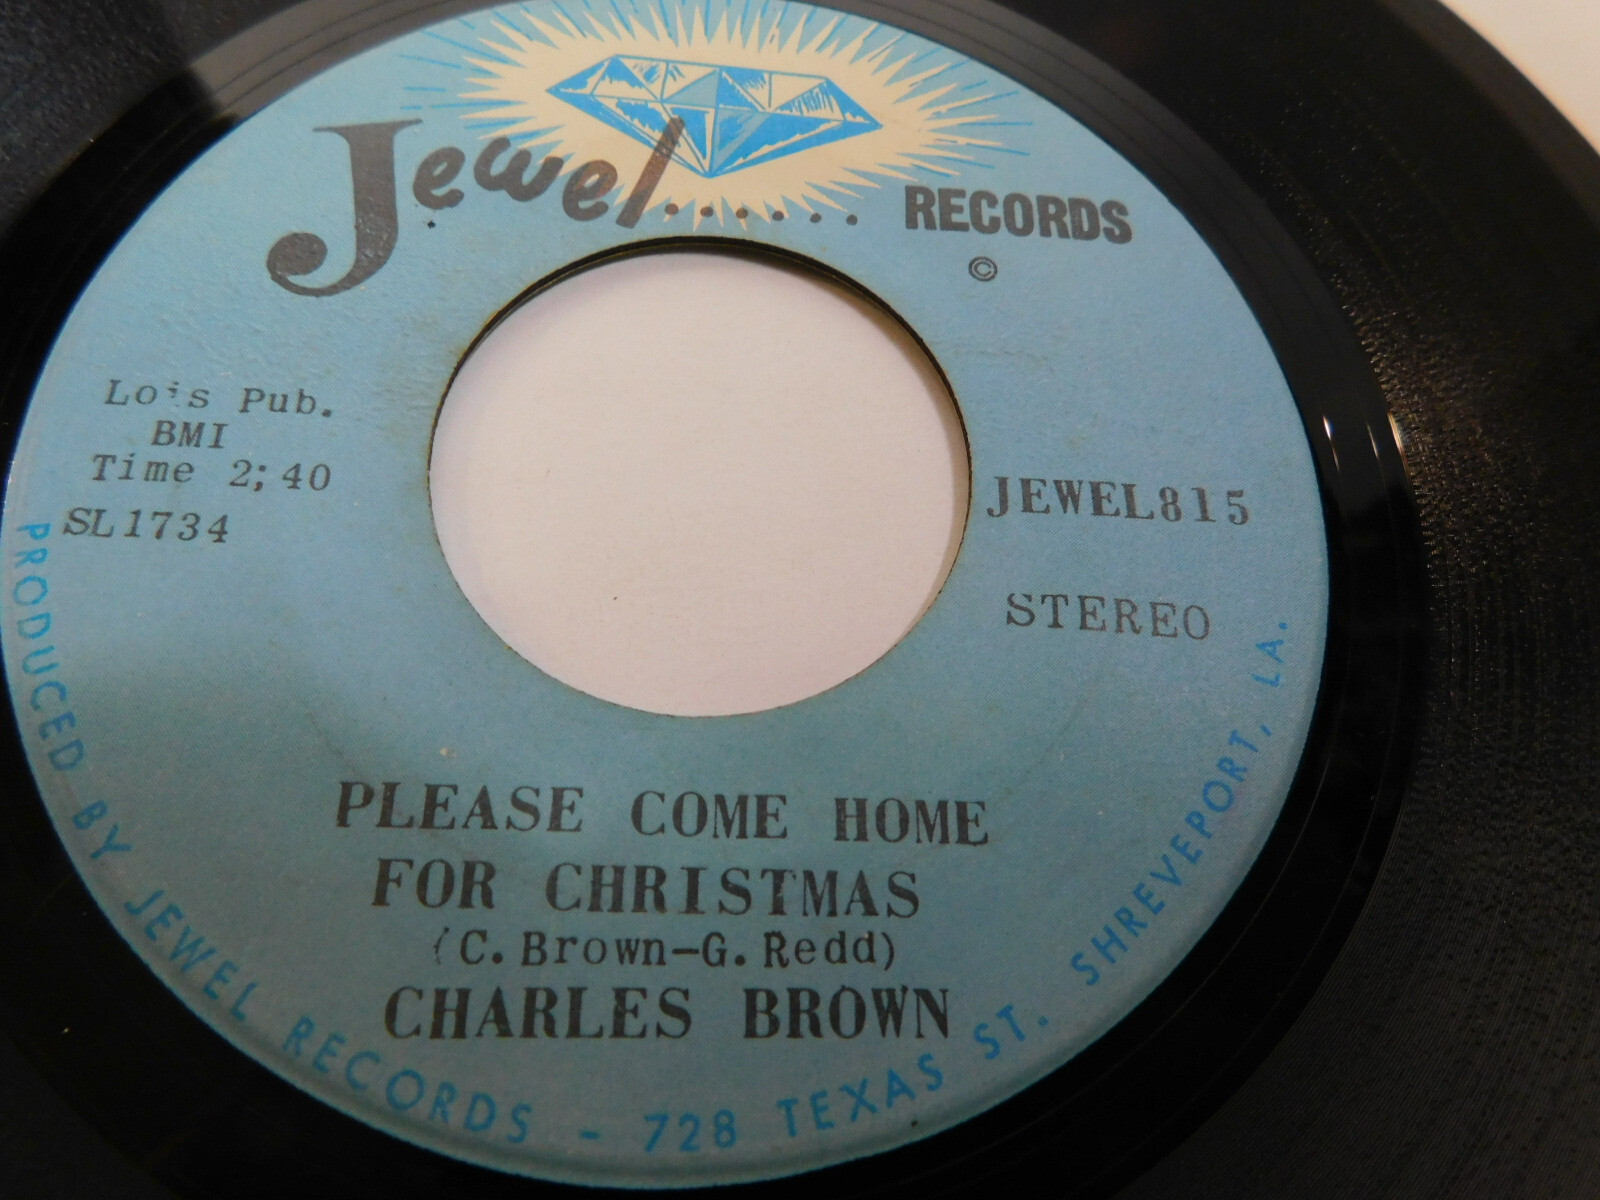 Jewel...... RECORDS
©
Lois Pub.
BMI
Time 2;40
SL1734
JEWEL815
STEREO
PLEASE COME HOME
FOR CHRISTMAS
(C. Brown-G. Redd)
CHARLES BROWN
PRODUCED BY JEWEL RECORDS - 728 TEXAS ST. SHREVEPORT, LA.